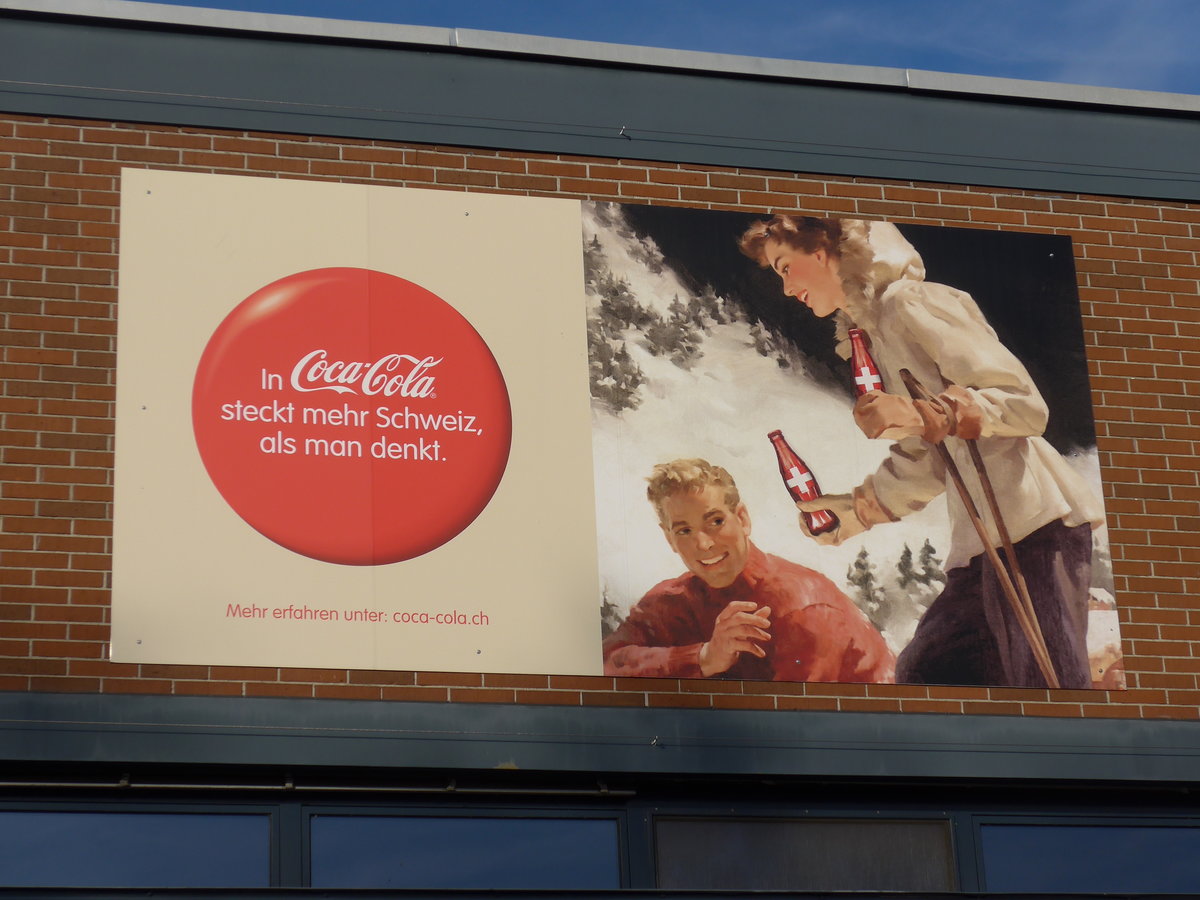 In Coca-Cola®
steckt mehr Schweiz,
als man denkt.
Mehr erfahren unter: coca-cola.ch